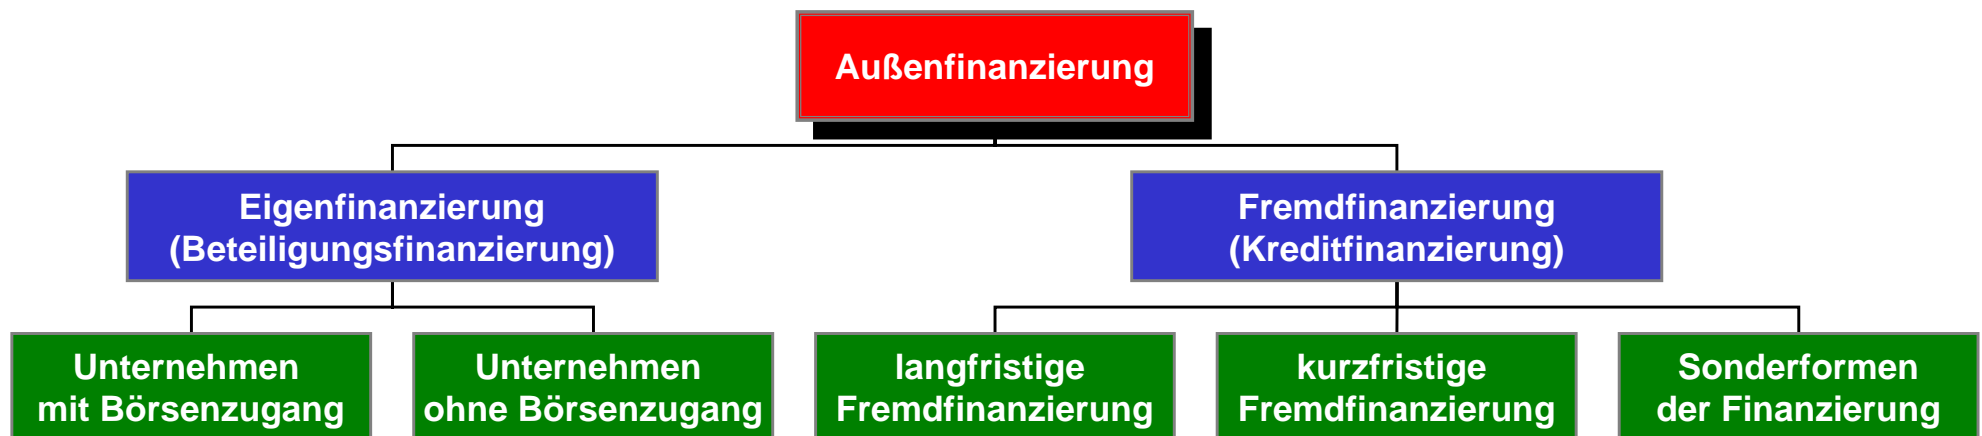 Außenfinanzierung
Eigenfinanzierung
(Beteiligungsfinanzierung)
Fremdfinanzierung
(Kreditfinanzierung)
Unternehmen
mit Börsenzugang
Unternehmen
ohne Börsenzugang
langfristige
Fremdfinanzierung
kurzfristige
Fremdfinanzierung
Sonderformen
der Finanzierung